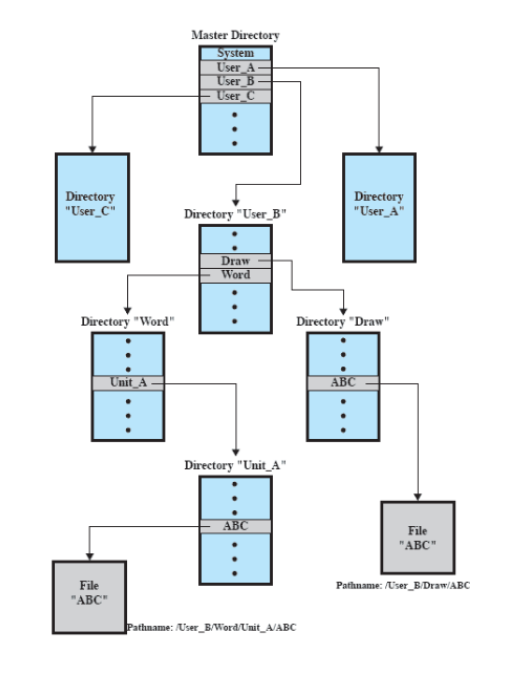 Master Directory
System
User_A
User_B
User_C
Directory
"User_C"
Directory
"User_A"
Directory "User_B"
Draw
Word
Directory "Word"
Directory "Draw"
Unit_A
ABC
Directory "Unit_A"
ABC
File
"ABC"
Pathname: /User_B/Draw/ABC
File
"ABC"
Pathname: /User_B/Word/Unit_A/ABC